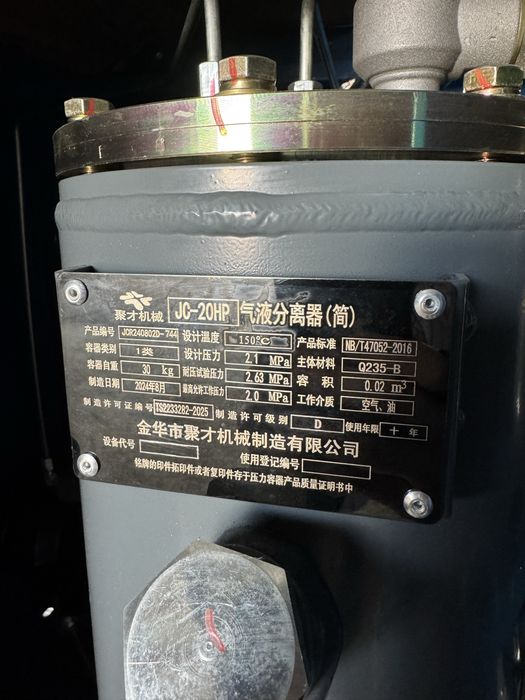 聚才机械 JC-20HP 气液分离器(简)
产品编号 JCR240802D-744 设计温度 150℃ 产品标准 NB/T47052-2016
容器类别 1类 设计压力 2.1 MPa 主体材料 Q235-B
容器自重 30 kg 耐压试验压力 2.63 MPa 容 积 0.02 m³
制造日期 2024年8月 最高允许工作压力 2.0 MPa 工作介质 空气、油
制造许可证编号 TS2233282-2025 制造许可级别 D 使用年限 十 年
金华市聚才机械制造有限公司
设备代号 使用登记编号
铭牌的印件拓印件或者复印件存于压力容器产品质量证明书中